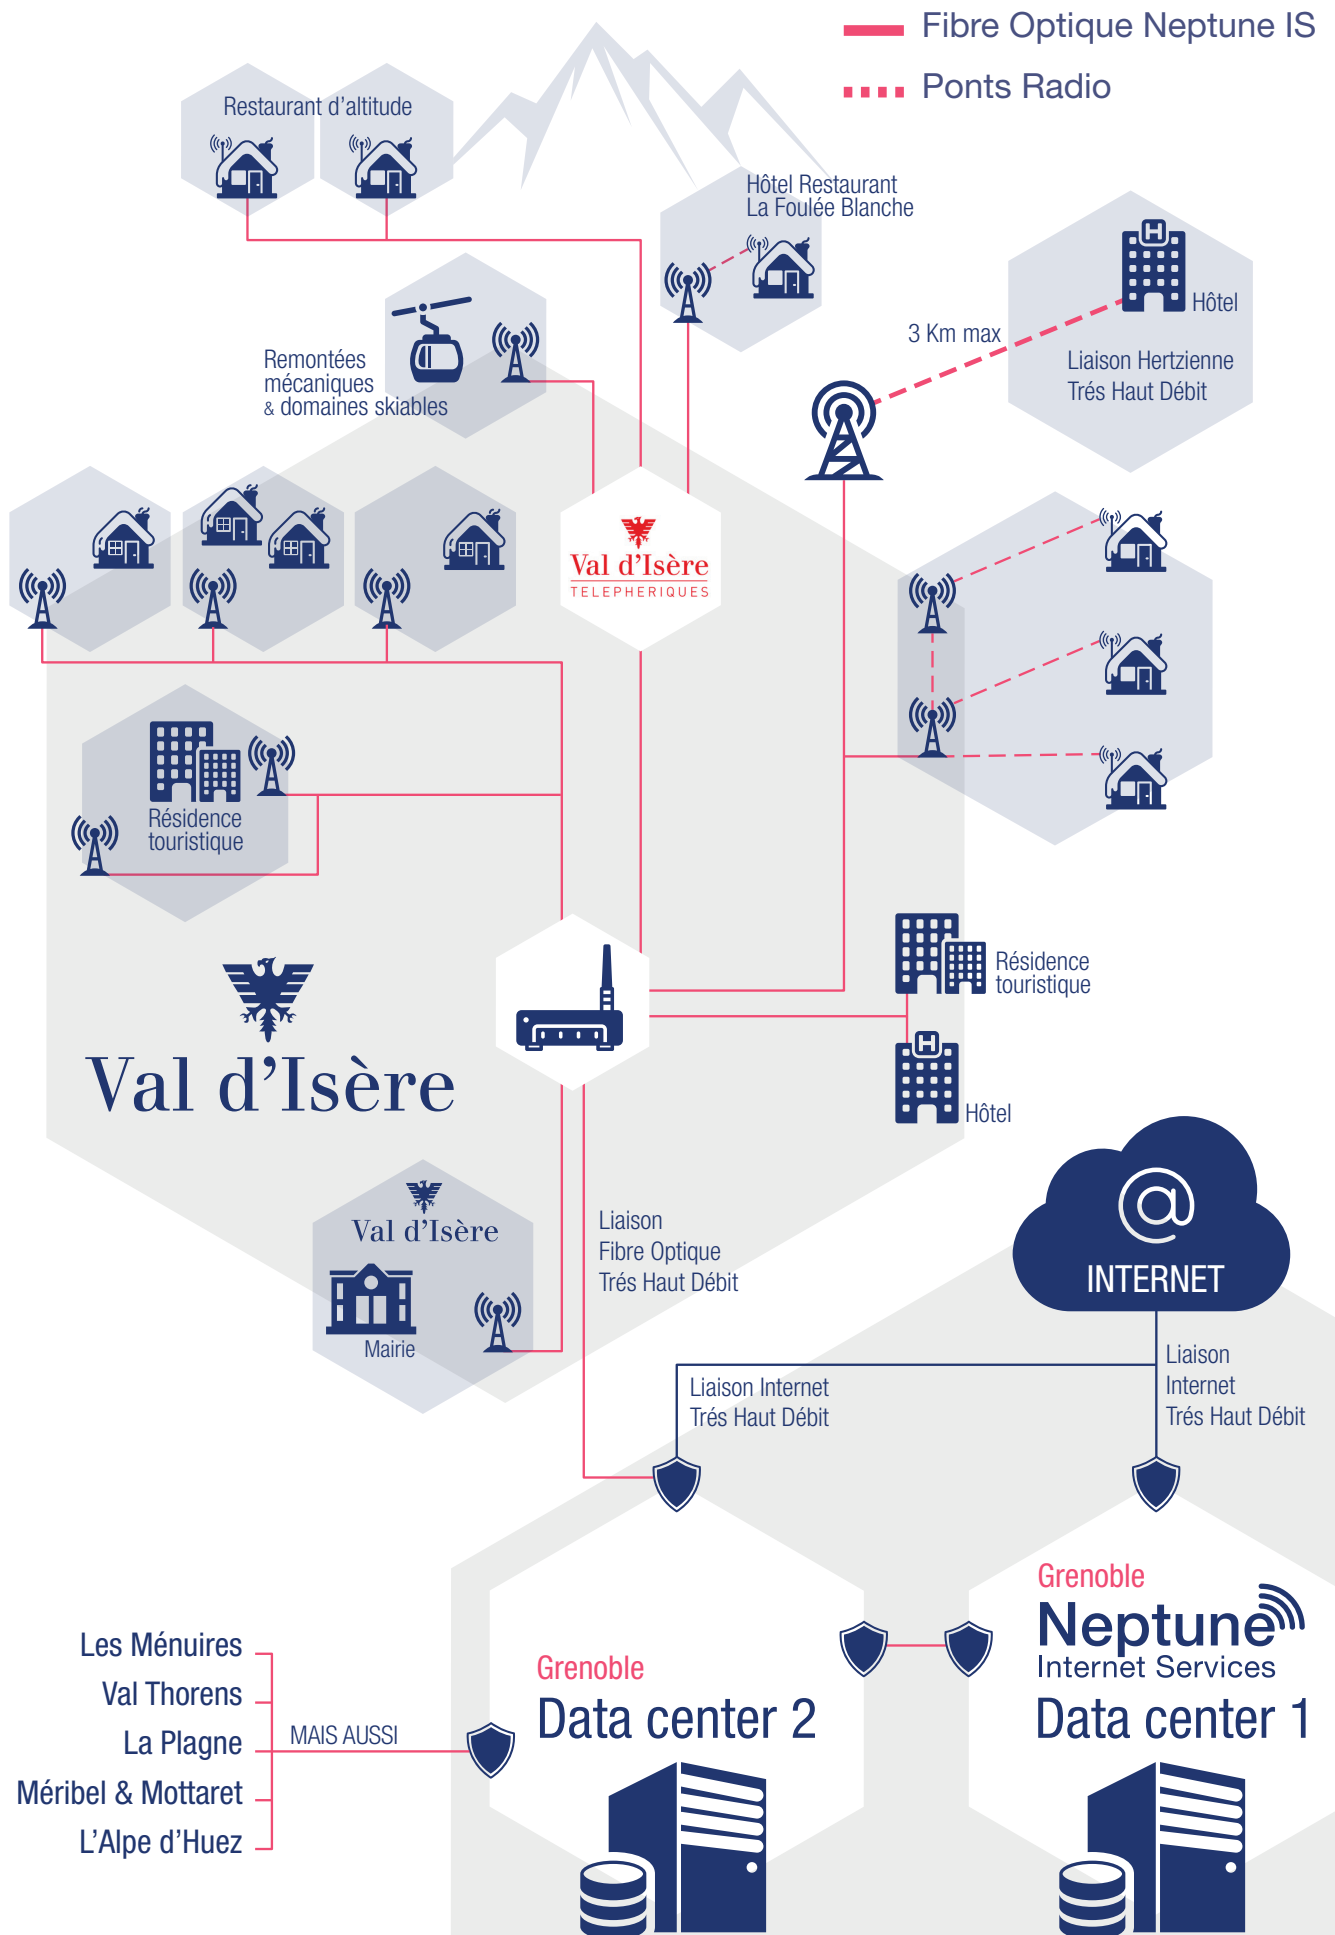 Fibre Optique Neptune IS
Ponts Radio
Restaurant d'altitude
Hôtel Restaurant
La Foulée Blanche
Hôtel
3 Km max
Liaison Hertzienne
Trés Haut Débit
Remontées
mécaniques
& domaines skiables
Val d'Isère
TELEPHERIQUES
Résidence
touristique
Résidence
touristique
Hôtel
Val d'Isère
Val d'Isère
Mairie
Liaison
Fibre Optique
Trés Haut Débit
@
INTERNET
Liaison Internet
Trés Haut Débit
Liaison
Internet
Trés Haut Débit
Grenoble
Neptune
Internet Services
Data center 1
Grenoble
Data center 2
Les Ménuires
Val Thorens
La Plagne
Méribel & Mottaret
L'Alpe d'Huez
MAIS AUSSI
H
H